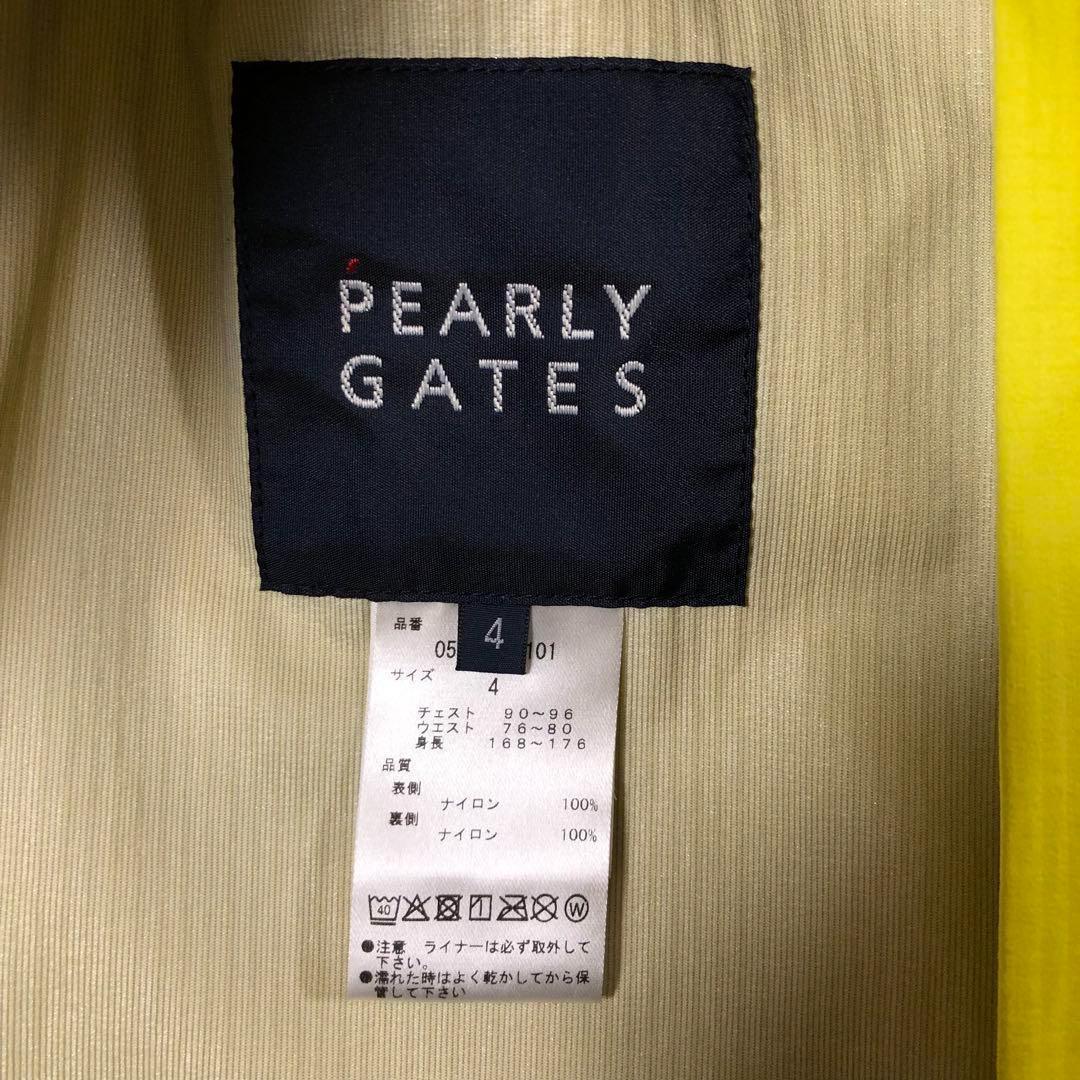 PEARLY
GATES
4
品番
05 101
サイズ
4
チェスト 90～96
ウエスト 76～80
身長 168～176
品質
表側
ナイロン 100%
裏側
ナイロン 100%
40 W
●注意 ライナーは必ず取外して
下さい。
●濡れた時はよく乾かしてから保
管して下さい